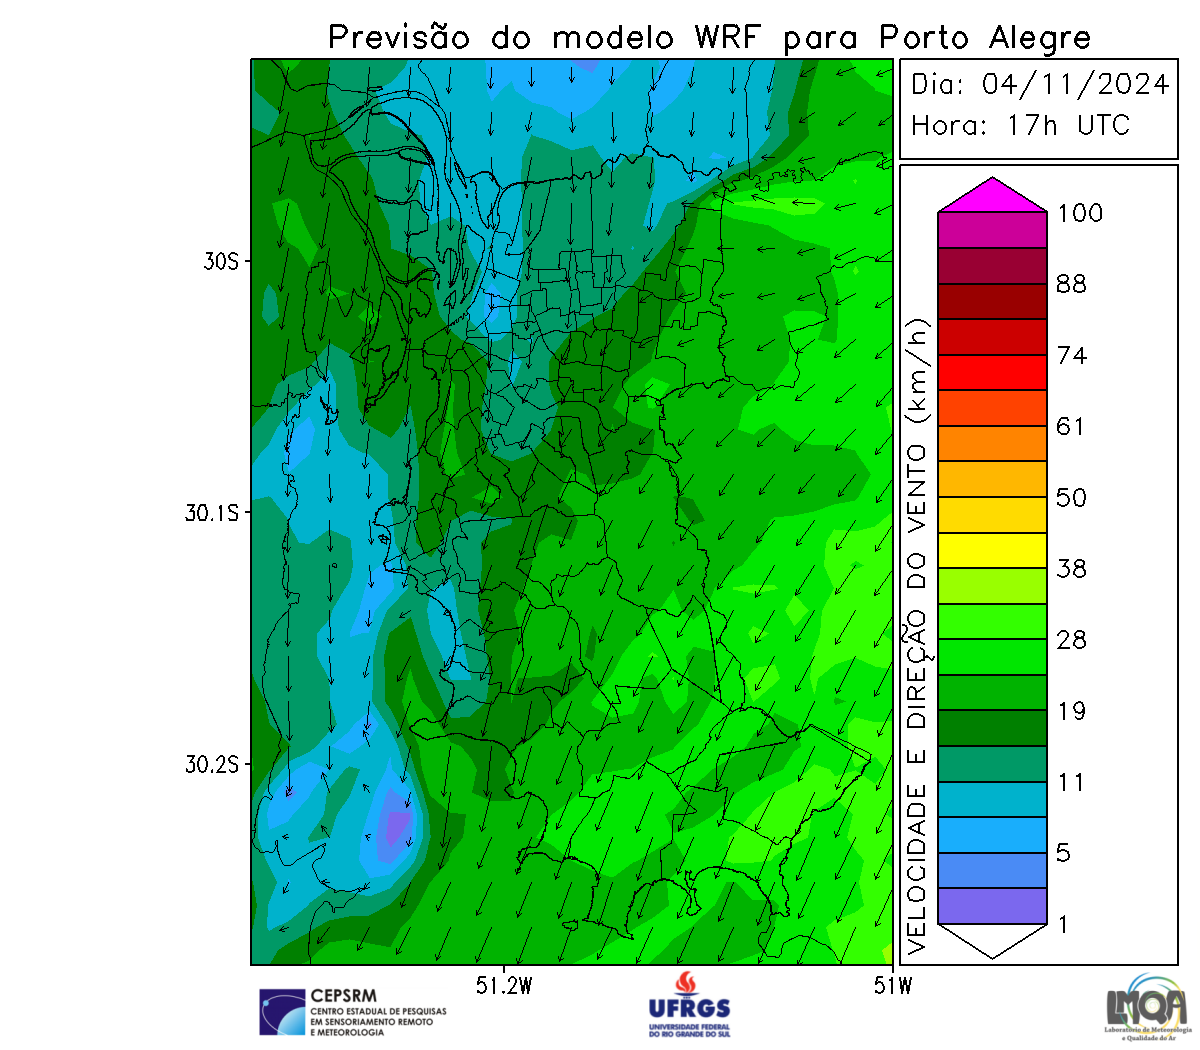 Previsão do modelo WRF para Porto Alegre
Dia: 04/11/2024
Hora: 17h UTC
30S
30.1S
30.2S
51.2W
51W
VELOCIDADE E DIREÇÃO DO VENTO (km/h)
100
88
74
61
50
38
28
19
11
5
1
CEPSRM
CENTRO ESTADUAL DE PESQUISAS
EM SENSORIAMENTO REMOTO
E METEOROLOGIA
UFRGS
UNIVERSIDADE FEDERAL
DO RIO GRANDE DO SUL
LMQA
Laboratório de Meteorologia
e Qualidade do Ar